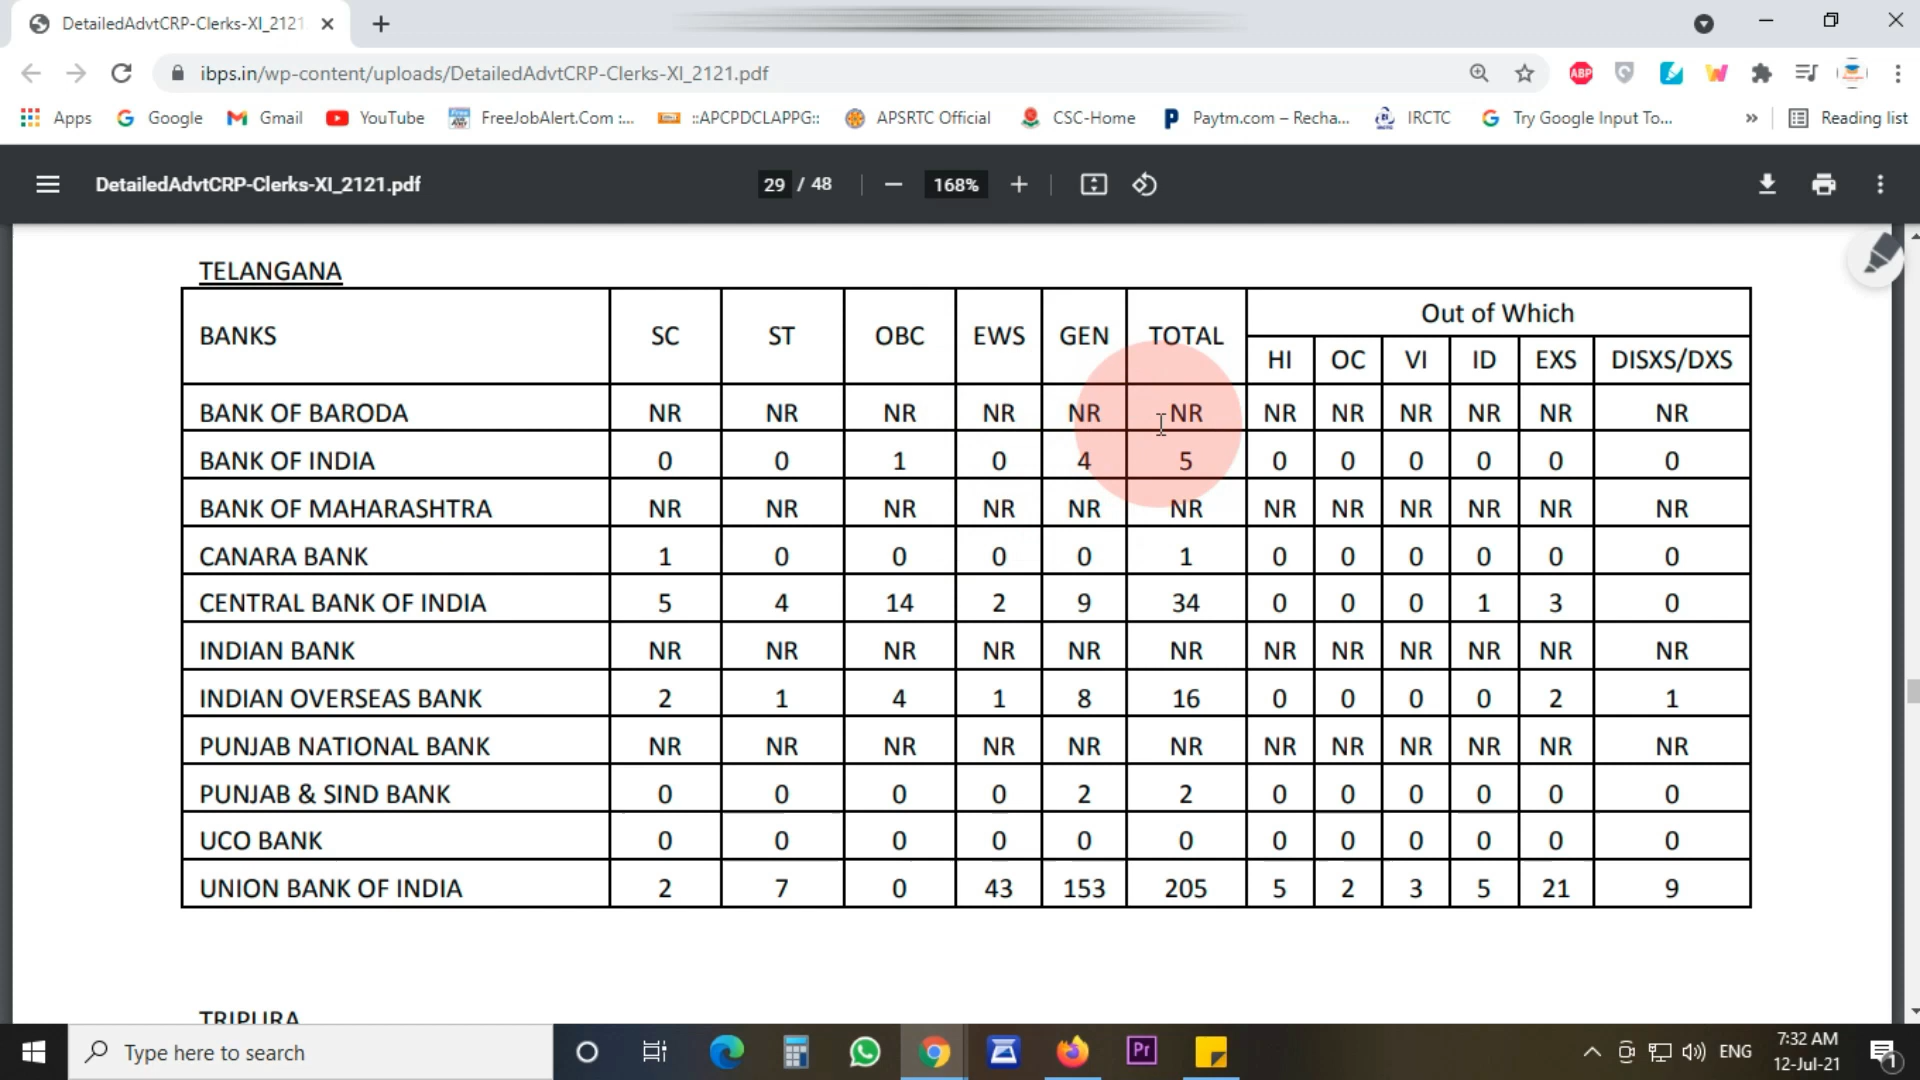 DetailedAdvtCRP-Clerks-XI_2121
ibps.in/wp-content/uploads/DetailedAdvtCRP-Clerks-XI_2121.pdf
ABP
Apps Google Gmail YouTube FreeJobAlert.Com :... ::APCPDCLAPPG:: APSRTC Official CSC-Home Paytm.com – Recha... IRCTC Try Google Input To... » Reading list
DetailedAdvtCRP-Clerks-XI_2121.pdf 29 / 48 168%
TELANGANA
BANKS SC ST OBC EWS GEN TOTAL Out of Which
HI OC VI ID EXS DISXS/DXS
BANK OF BARODA NR NR NR NR NR NR NR NR NR NR NR NR
BANK OF INDIA 0 0 1 0 4 5 0 0 0 0 0 0
BANK OF MAHARASHTRA NR NR NR NR NR NR NR NR NR NR NR NR
CANARA BANK 1 0 0 0 0 1 0 0 0 0 0 0
CENTRAL BANK OF INDIA 5 4 14 2 9 34 0 0 0 1 3 0
INDIAN BANK NR NR NR NR NR NR NR NR NR NR NR NR
INDIAN OVERSEAS BANK 2 1 4 1 8 16 0 0 0 0 2 1
PUNJAB NATIONAL BANK NR NR NR NR NR NR NR NR NR NR NR NR
PUNJAB & SIND BANK 0 0 0 0 2 2 0 0 0 0 0 0
UCO BANK 0 0 0 0 0 0 0 0 0 0 0 0
UNION BANK OF INDIA 2 7 0 43 153 205 5 2 3 5 21 9
TRIPURA
Type here to search
Pr
ENG
7:32 AM
12-Jul-21
1